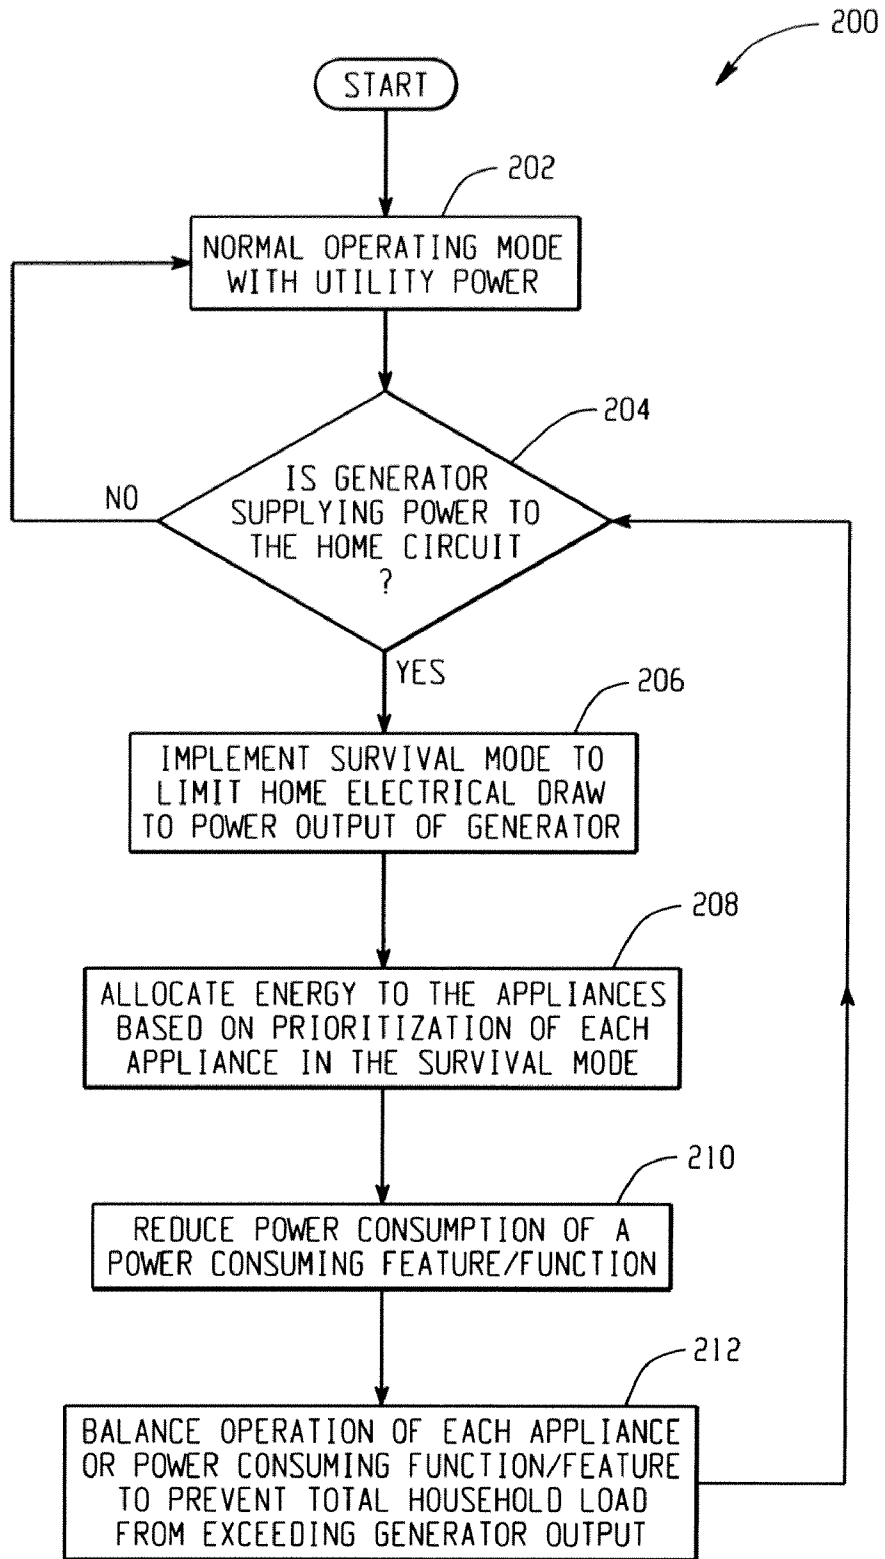 200
START
202
NORMAL OPERATING MODE
WITH UTILITY POWER
204
IS GENERATOR
SUPPLYING POWER TO
THE HOME CIRCUIT
?
NO
YES
206
IMPLEMENT SURVIVAL MODE TO
LIMIT HOME ELECTRICAL DRAW
TO POWER OUTPUT OF GENERATOR
208
ALLOCATE ENERGY TO THE APPLIANCES
BASED ON PRIORITIZATION OF EACH
APPLIANCE IN THE SURVIVAL MODE
210
REDUCE POWER CONSUMPTION OF A
POWER CONSUMING FEATURE/FUNCTION
212
BALANCE OPERATION OF EACH APPLIANCE
OR POWER CONSUMING FUNCTION/FEATURE
TO PREVENT TOTAL HOUSEHOLD LOAD
FROM EXCEEDING GENERATOR OUTPUT